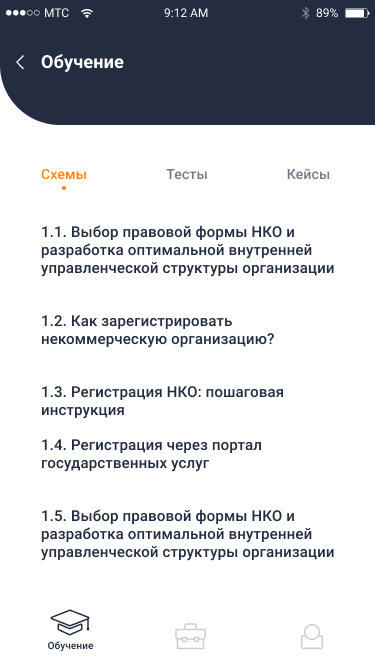 МТС 9:12 AM 89%
Обучение
Схемы Тесты Кейсы
1.1. Выбор правовой формы НКО и
разработка оптимальной внутренней
управленческой структуры организации
1.2. Как зарегистрировать
некоммерческую организацию?
1.3. Регистрация НКО: пошаговая
инструкция
1.4. Регистрация через портал
государственных услуг
1.5. Выбор правовой формы НКО и
разработка оптимальной внутренней
управленческой структуры организации
Обучение